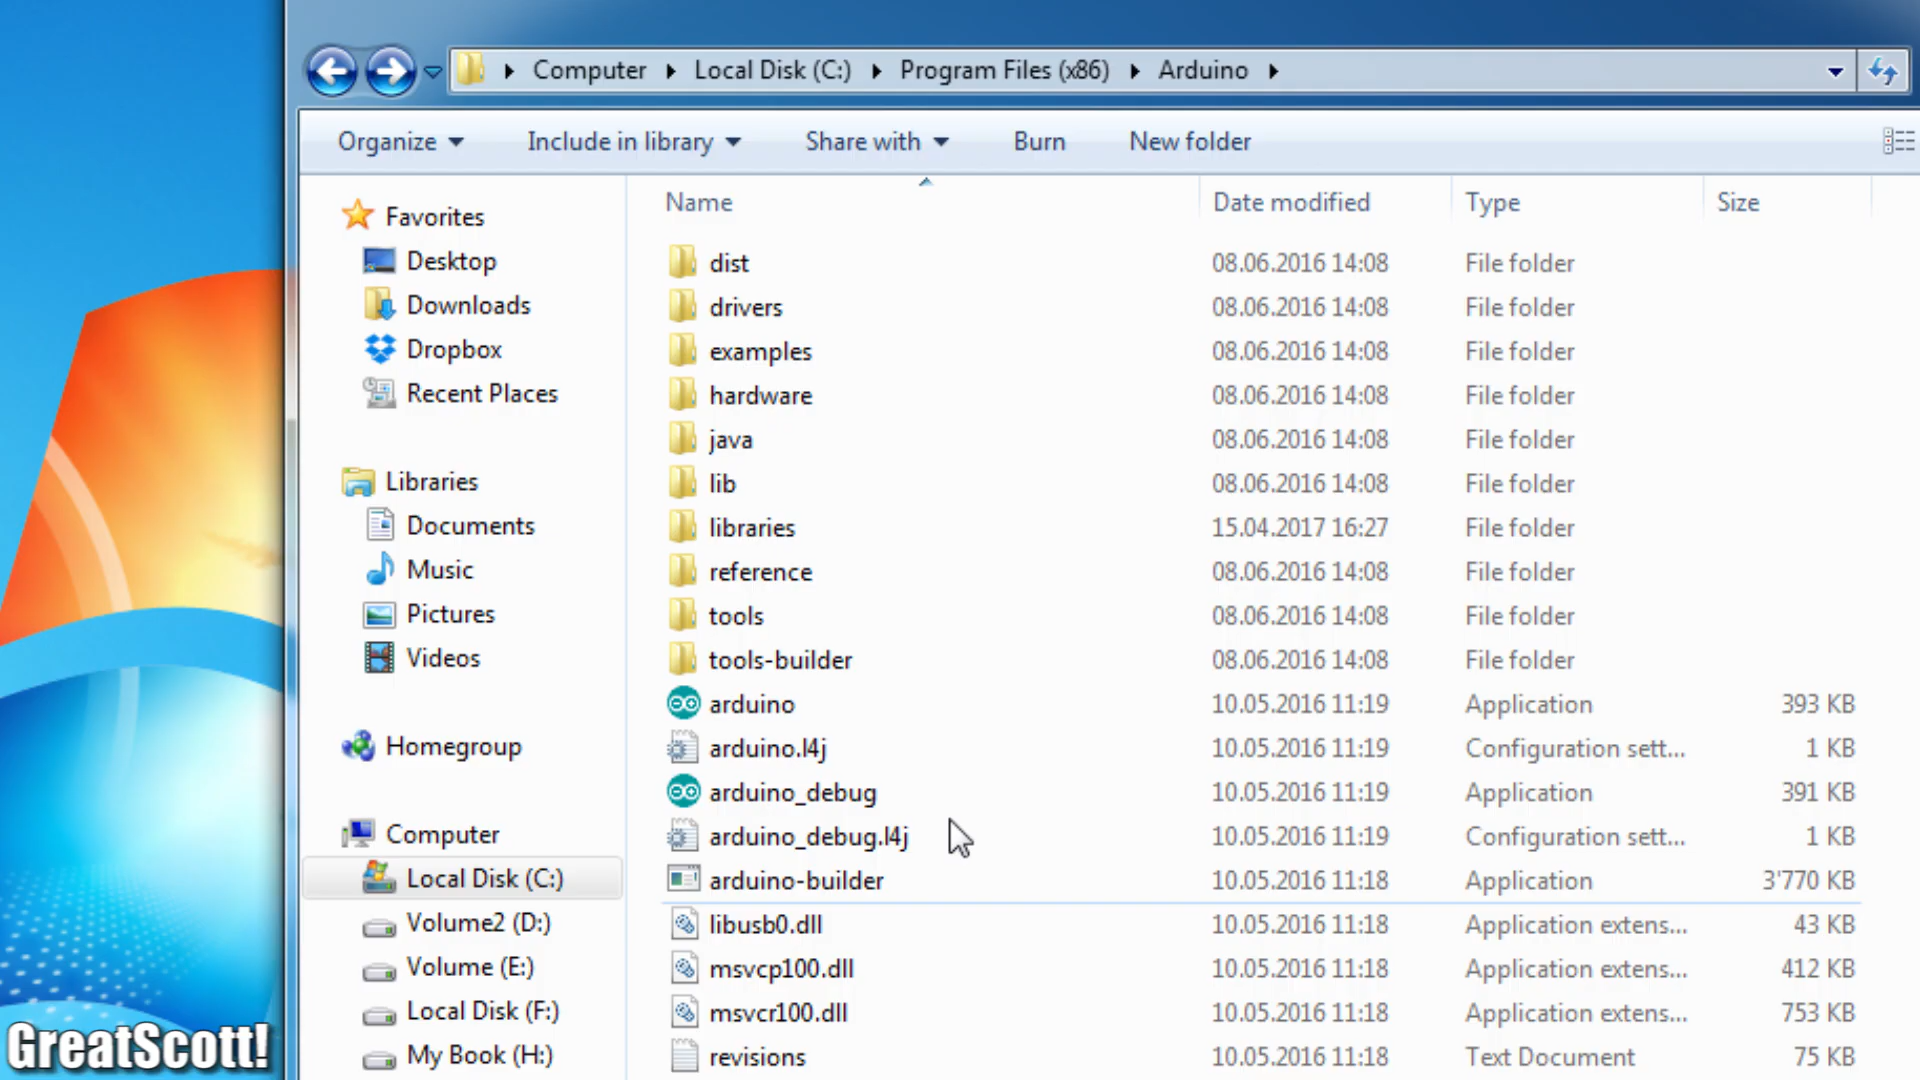 Computer Local Disk (C:) Program Files (x86) Arduino
Organize Include in library Share with Burn New folder
Name Date modified Type Size
Favorites
Desktop
Downloads
Dropbox
Recent Places
Libraries
Documents
Music
Pictures
Videos
Homegroup
Computer
Local Disk (C:)
Volume2 (D:)
Volume (E:)
Local Disk (F:)
My Book (H:)
dist 08.06.2016 14:08 File folder
drivers 08.06.2016 14:08 File folder
examples 08.06.2016 14:08 File folder
hardware 08.06.2016 14:08 File folder
java 08.06.2016 14:08 File folder
lib 08.06.2016 14:08 File folder
libraries 15.04.2017 16:27 File folder
reference 08.06.2016 14:08 File folder
tools 08.06.2016 14:08 File folder
tools-builder 08.06.2016 14:08 File folder
arduino 10.05.2016 11:19 Application 393 KB
arduino.l4j 10.05.2016 11:19 Configuration sett... 1 KB
arduino_debug 10.05.2016 11:19 Application 391 KB
arduino_debug.l4j 10.05.2016 11:19 Configuration sett... 1 KB
arduino-builder 10.05.2016 11:18 Application 3'770 KB
libusb0.dll 10.05.2016 11:18 Application extens... 43 KB
msvcp100.dll 10.05.2016 11:18 Application extens... 412 KB
msvcr100.dll 10.05.2016 11:18 Application extens... 753 KB
revisions 10.05.2016 11:18 Text Document 75 KB
GreatScott!